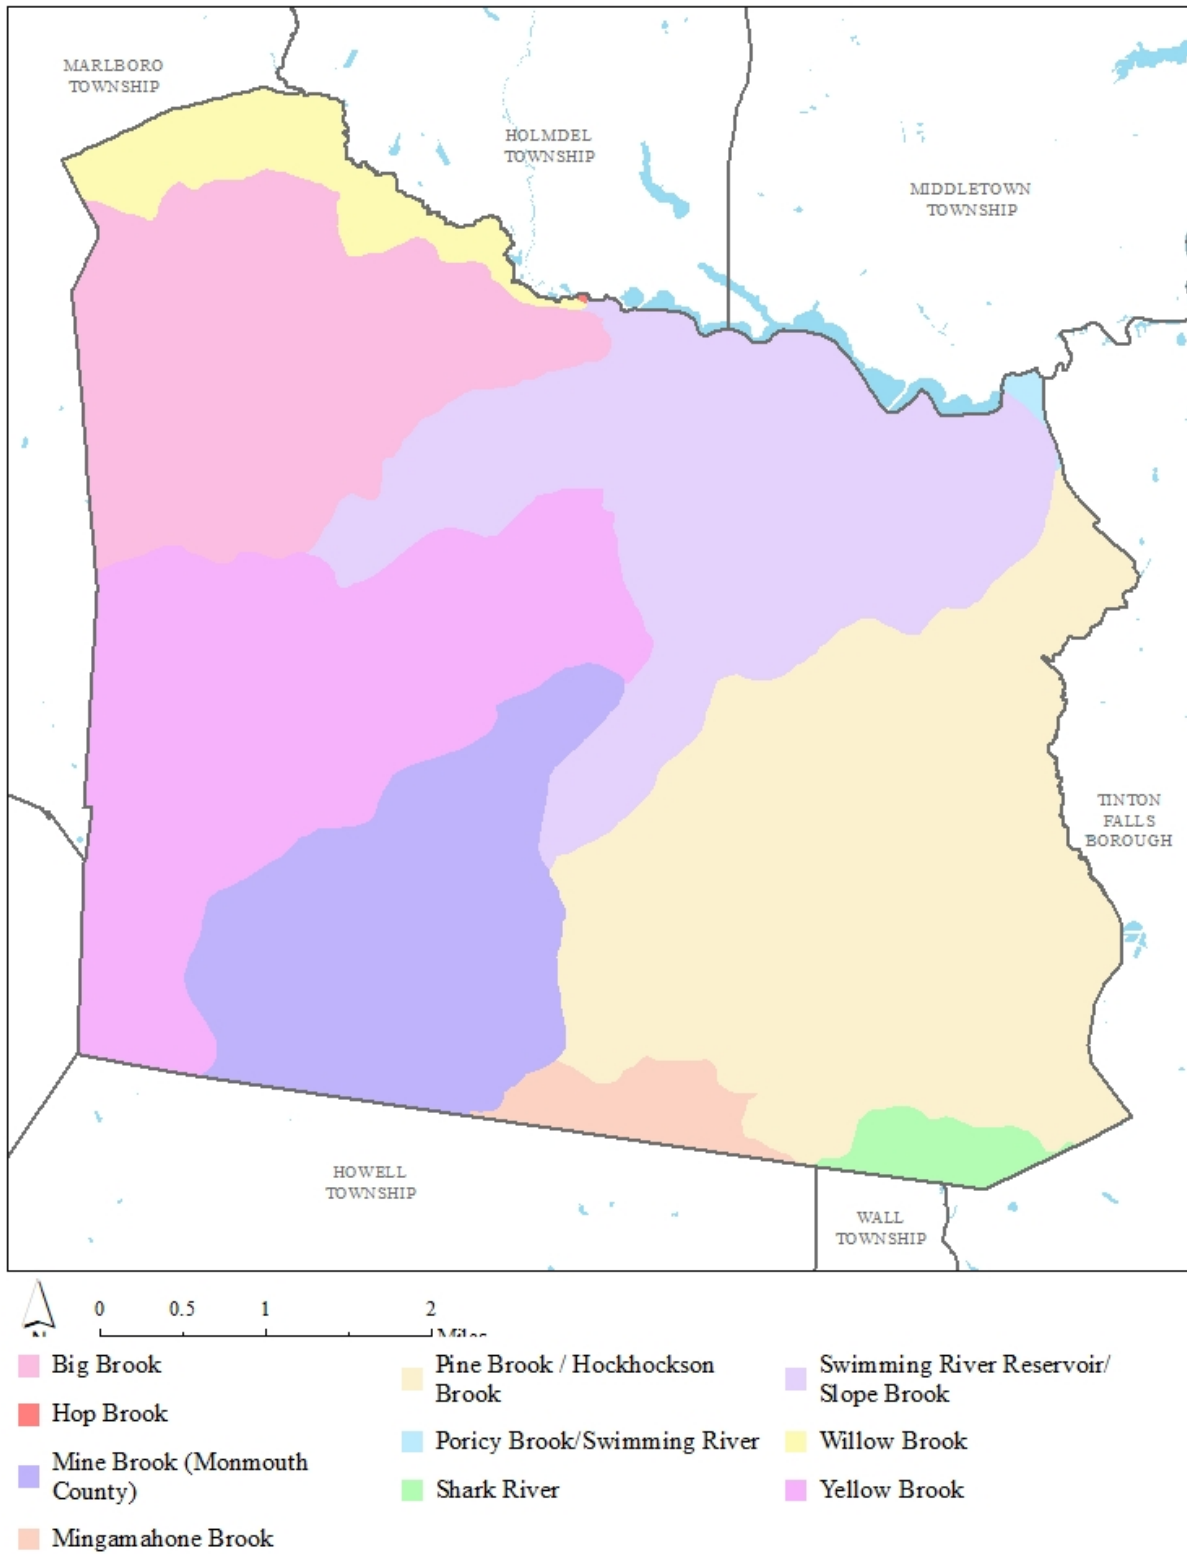 MARLBORO
TOWNSHIP
HOLMDEL
TOWNSHIP
MIDDLETOWN
TOWNSHIP
TINTON
FALLS
BOROUGH
HOWELL
TOWNSHIP
WALL
TOWNSHIP
N
0 0.5 1 2
Miles
Big Brook
Hop Brook
Mine Brook (Monmouth
County)
Mingamahone Brook
Pine Brook / Hockhockson
Brook
Poricy Brook/Swimming River
Shark River
Swimming River Reservoir/
Slope Brook
Willow Brook
Yellow Brook